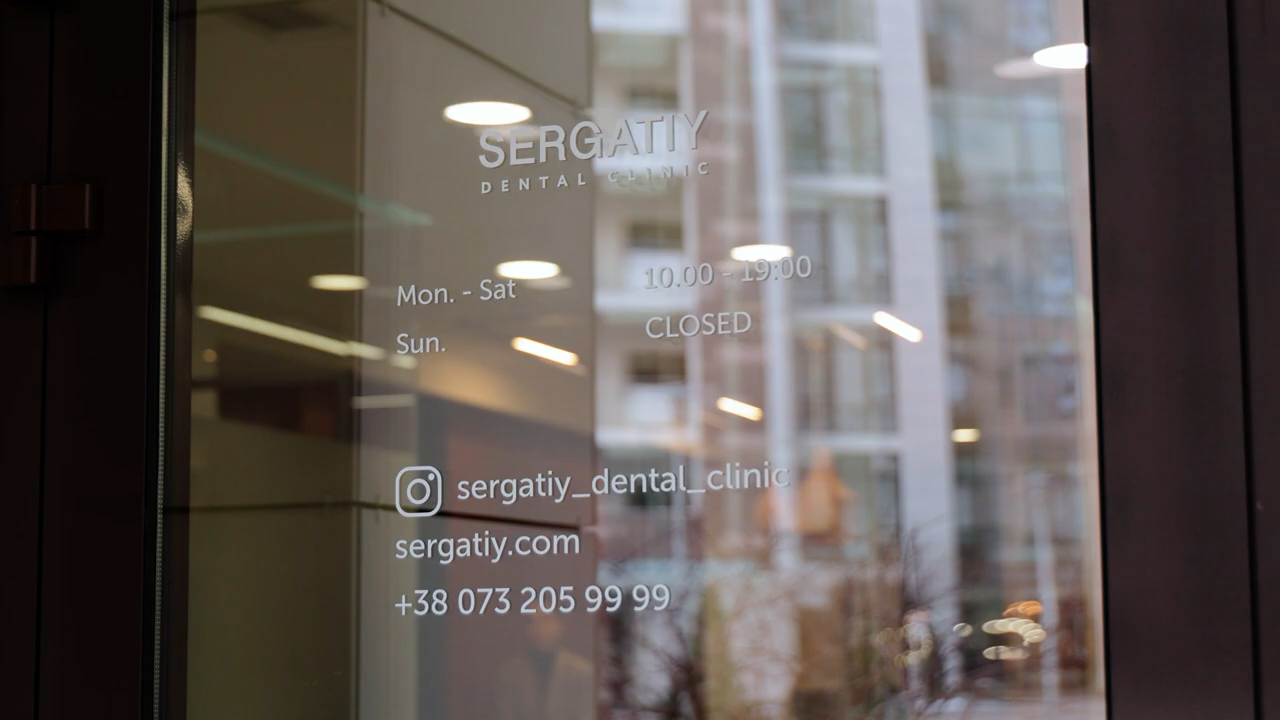 SERGATIY
DENTAL CLINIC
Mon. - Sat 10.00 - 19:00
Sun. CLOSED
sergatiy_dental_clinic
sergatiy.com
+38 073 205 99 99